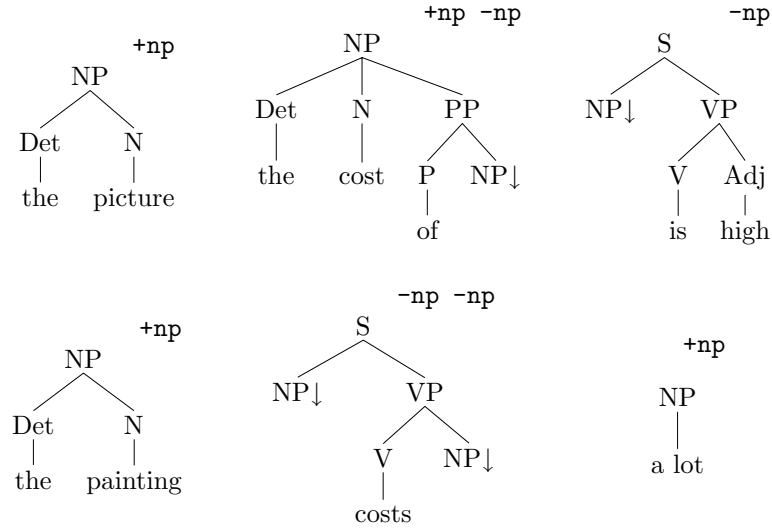 +np +np -np -np
NP NP S
Det N Det N PP NP↓ VP
the picture the cost P NP↓ V Adj
of is high
+np -np -np +np
NP S NP
Det N NP↓ VP a lot
the painting V NP↓
costs